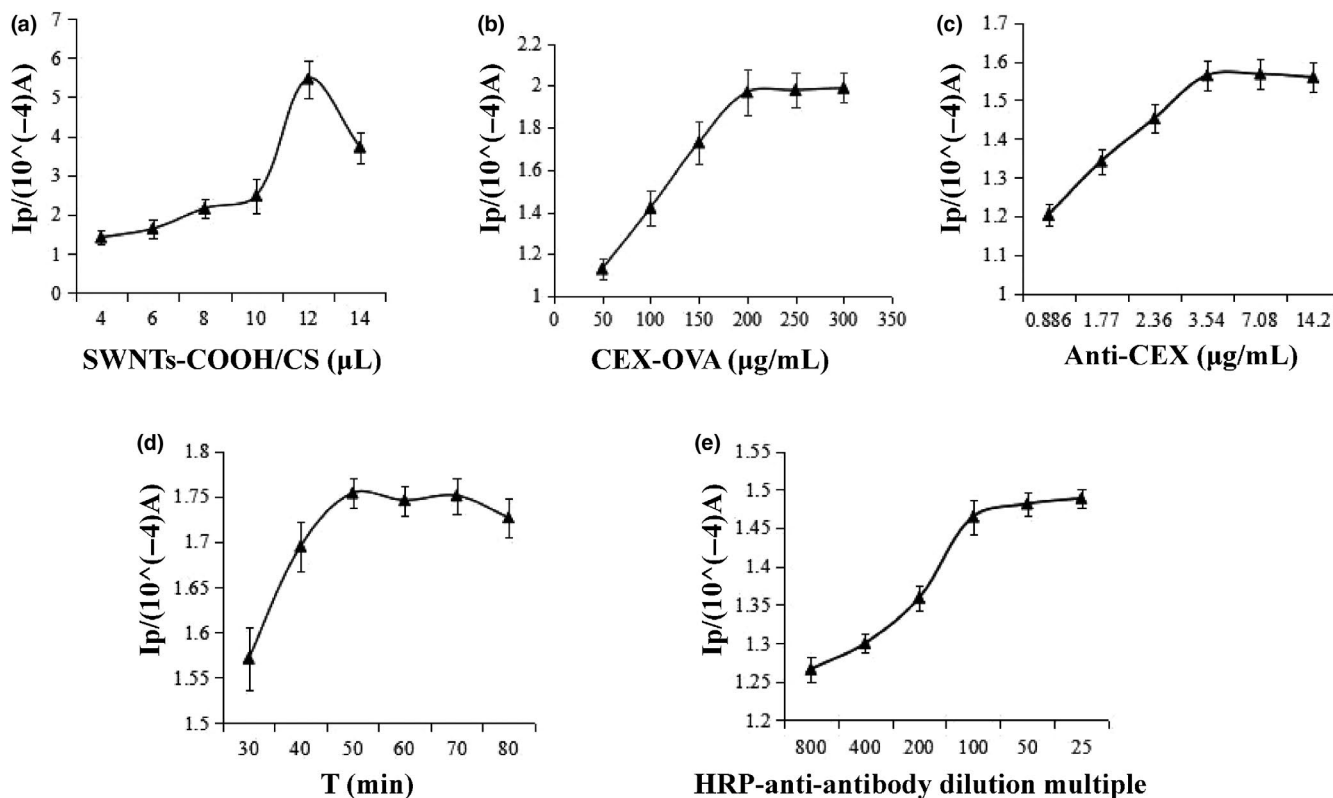 (a)
7
6
5
4
3
2
1
0
Ip/(10^(−4)A)
4 6 8 10 12 14
SWNTs-COOH/CS (μL)
(b)
2.2
2
1.8
1.6
1.4
1.2
1
Ip/(10^(−4)A)
0 50 100 150 200 250 300 350
CEX-OVA (μg/mL)
(c)
1.7
1.6
1.5
1.4
1.3
1.2
1.1
1
Ip/(10^(−4)A)
0.886 1.77 2.36 3.54 7.08 14.2
Anti-CEX (μg/mL)
(d)
1.8
1.75
1.7
1.65
1.6
1.55
1.5
Ip/(10^(−4)A)
30 40 50 60 70 80
T (min)
(e)
1.55
1.5
1.45
1.4
1.35
1.3
1.25
1.2
Ip/(10^(−4)A)
800 400 200 100 50 25
HRP-anti-antibody dilution multiple